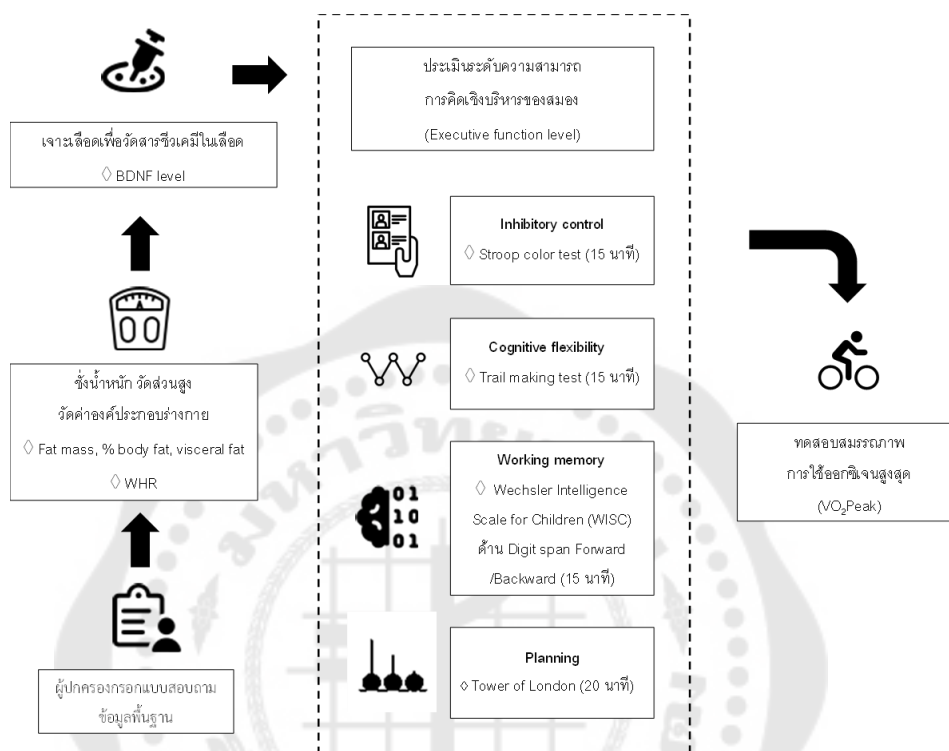 เจาะเลือดเพื่อวัดสารชีวเคมีในเลือด
◊ BDNF level
ชั่งน้ำหนัก วัดส่วนสูง
วัดค่าองค์ประกอบร่างกาย
◊ Fat mass, % body fat, visceral fat
◊ WHR
ผู้ปกครองกรอกแบบสอบถาม
ข้อมูลพื้นฐาน
ประเมินระดับความสามารถ
การคิดเชิงบริหารของสมอง
(Executive function level)
Inhibitory control
◊ Stroop color test (15 นาที)
Cognitive flexibility
◊ Trail making test (15 นาที)
01
10
01
Working memory
◊ Wechsler Intelligence
Scale for Children (WISC)
ด้าน Digit span Forward
/Backward (15 นาที)
Planning
◊ Tower of London (20 นาที)
ทดสอบสมรรถภาพ
การใช้ออกซิเจนสูงสุด
(VO₂Peak)